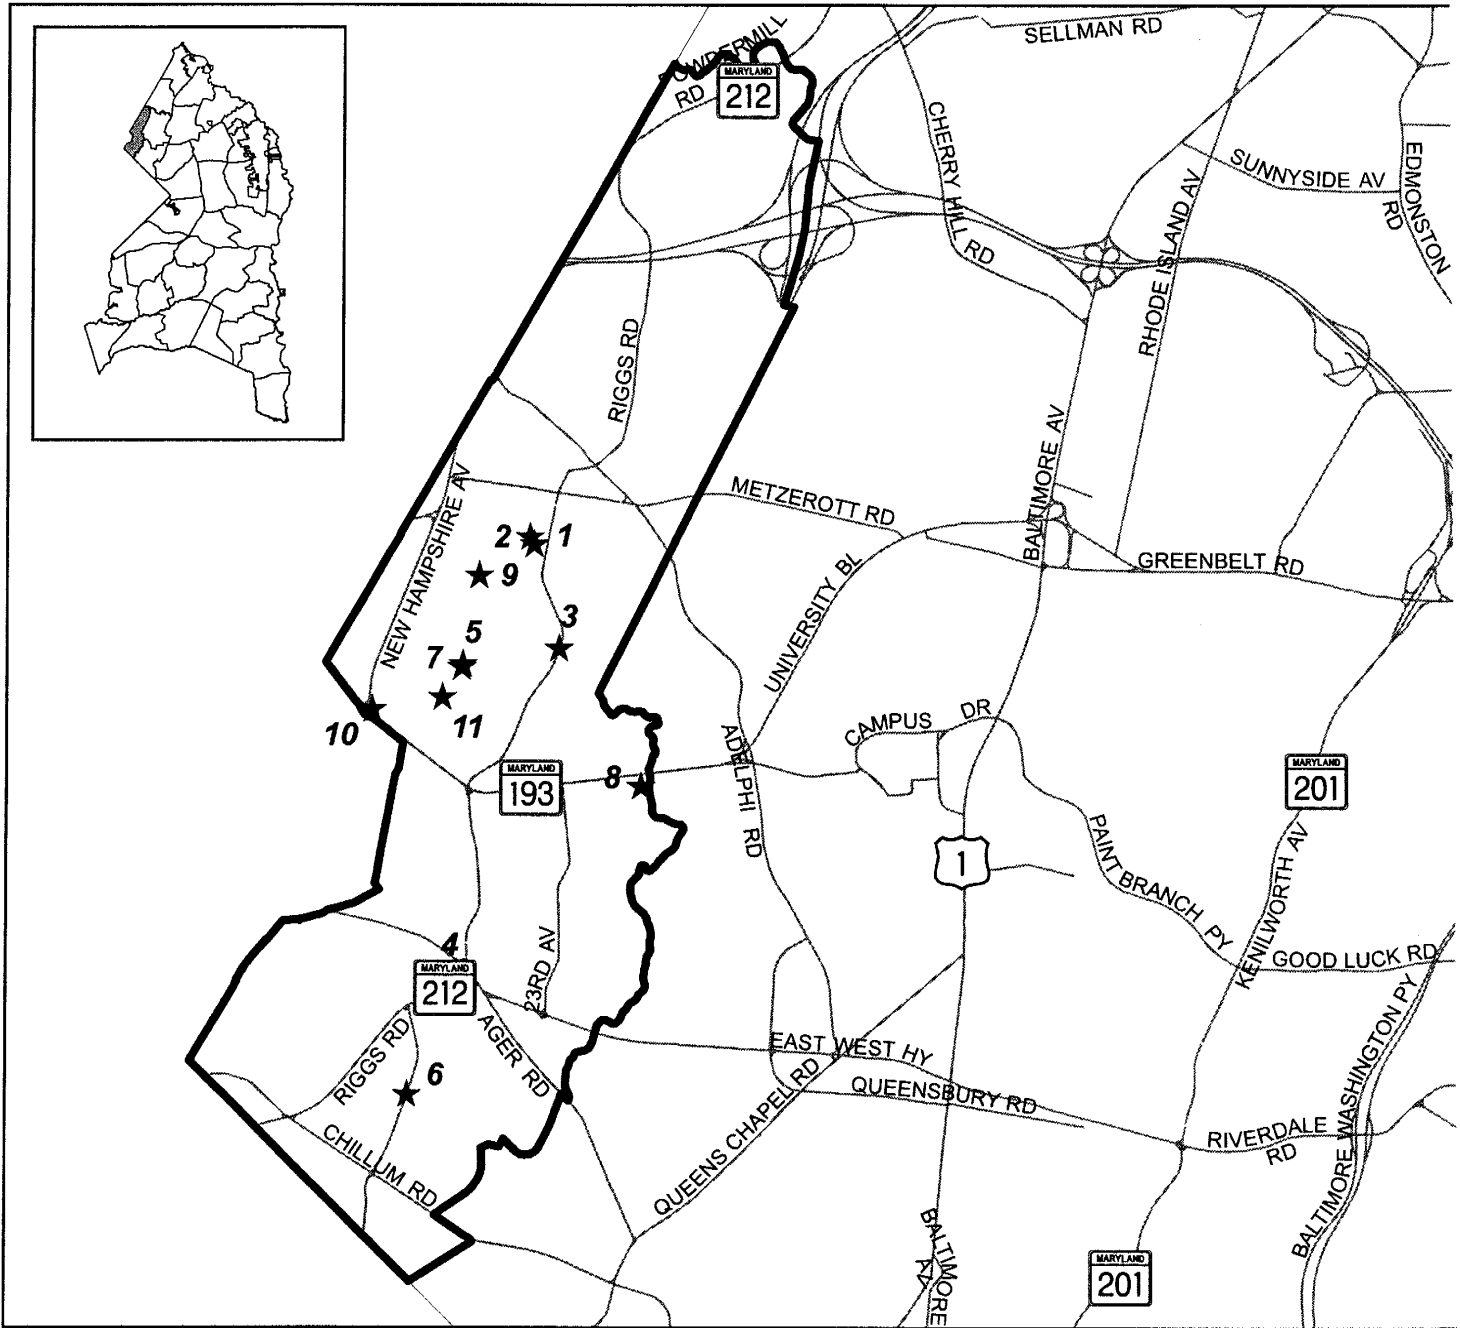 POWDERMILL
RD
MARYLAND
212
SELLMAN RD
CHERRY HILL RD
SUNNYSIDE AV
EDMONSTON
RD
RHODE ISLAND AV
RIGGS RD
NEW HAMPSHIRE AV
METZEROTT RD
BALTIMORE AV
UNIVERSITY BL
GREENBELT RD
2
1
9
3
5
7
10
11
8
MARYLAND
193
ADELPHI RD
CAMPUS DR
MARYLAND
201
1
PAINT BRANCH PY
KENILWORTH AV
GOOD LUCK RD
4
MARYLAND
212
23RD AV
RIGGS RD
AGER RD
6
EAST WEST HY
QUEENSBURY RD
QUEENS CHAPEL RD
CHILLUM RD
RIVERDALE
RD
BALTIMORE WASHINGTON PY
BALTIMORE
AV
MARYLAND
201